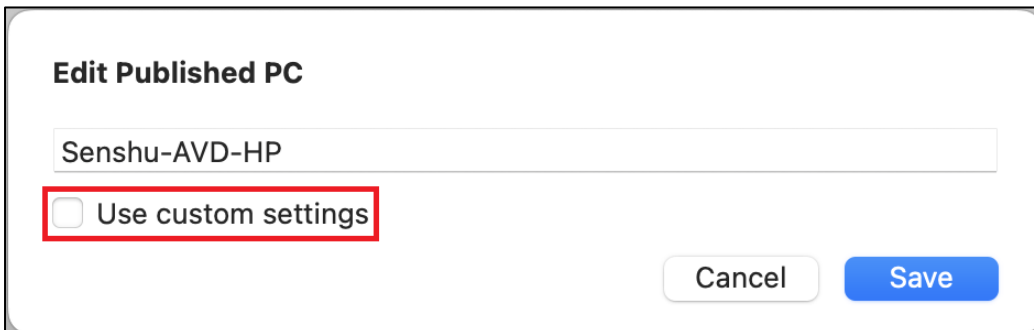 Edit Published PC
Senshu-AVD-HP
Use custom settings
Cancel Save